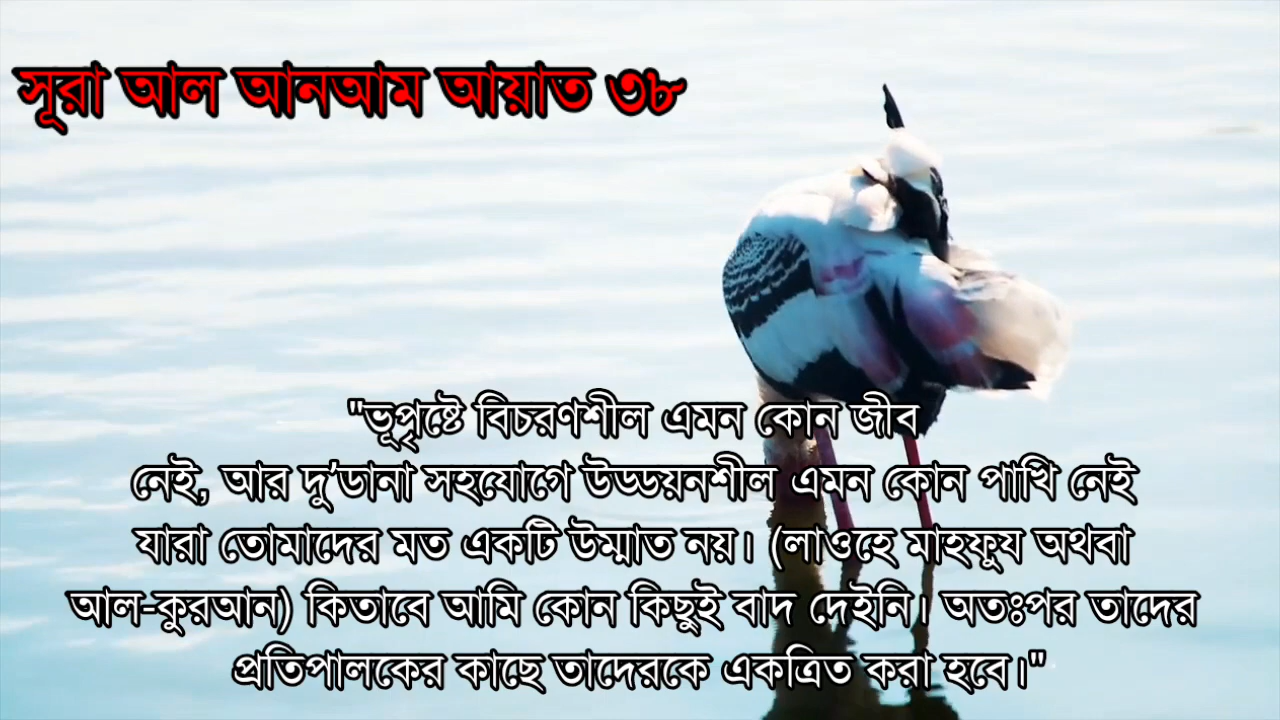 সূরা আল আনআম আয়াত ৩৮
"ভূপৃষ্টে বিচরণশীল এমন কোন জীব
নেই, আর দু'ডানা সহযোগে উড্ডয়নশীল এমন কোন পাখি নেই
যারা তোমাদের মত একটি উম্মাত নয়। (লাওহে মাহফুয অথবা
আল-কুরআন) কিতাবে আমি কোন কিছুই বাদ দেইনি। অতঃপর তাদের
প্রতিপালকের কাছে তাদেরকে একত্রিত করা হবে।"